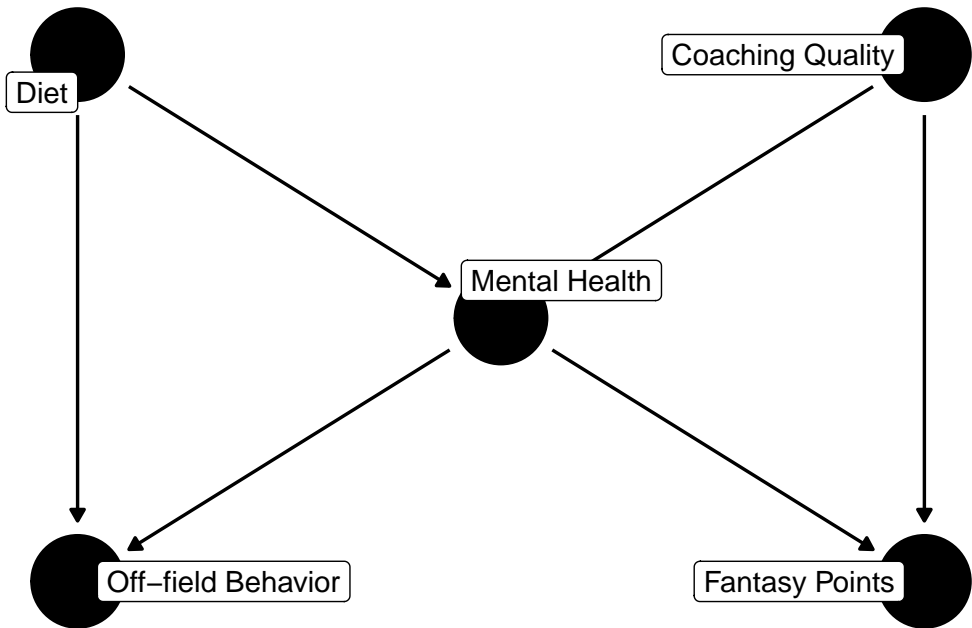 Coaching Quality
Diet
Mental Health
Off−field Behavior
Fantasy Points